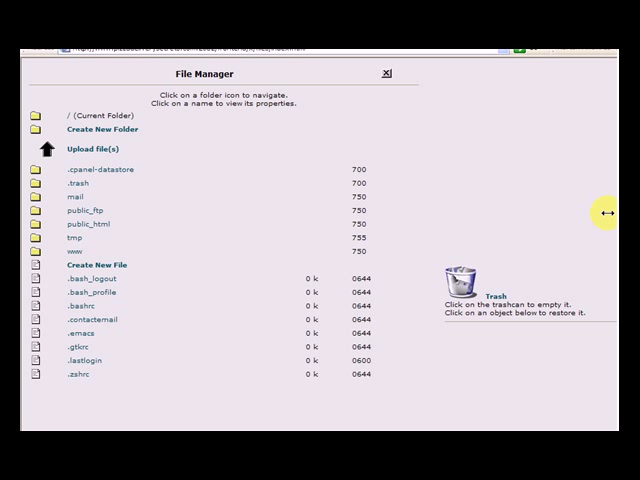 File Manager
Click on a folder icon to navigate.
Click on a name to view its properties.
/ (Current Folder)
Create New Folder
Upload file(s)
.cpanel-datastore 700
.trash 700
mail 750
public_ftp 750
public_html 750
tmp 755
www 750
Create New File
.bash_logout 0 k 0644
.bash_profile 0 k 0644
.bashrc 0 k 0644
.contactemail 0 k 0644
.emacs 0 k 0644
.gtkrc 0 k 0644
.lastlogin 0 k 0600
.zshrc 0 k 0644
Trash
Click on the trashcan to empty it.
Click on an object below to restore it.